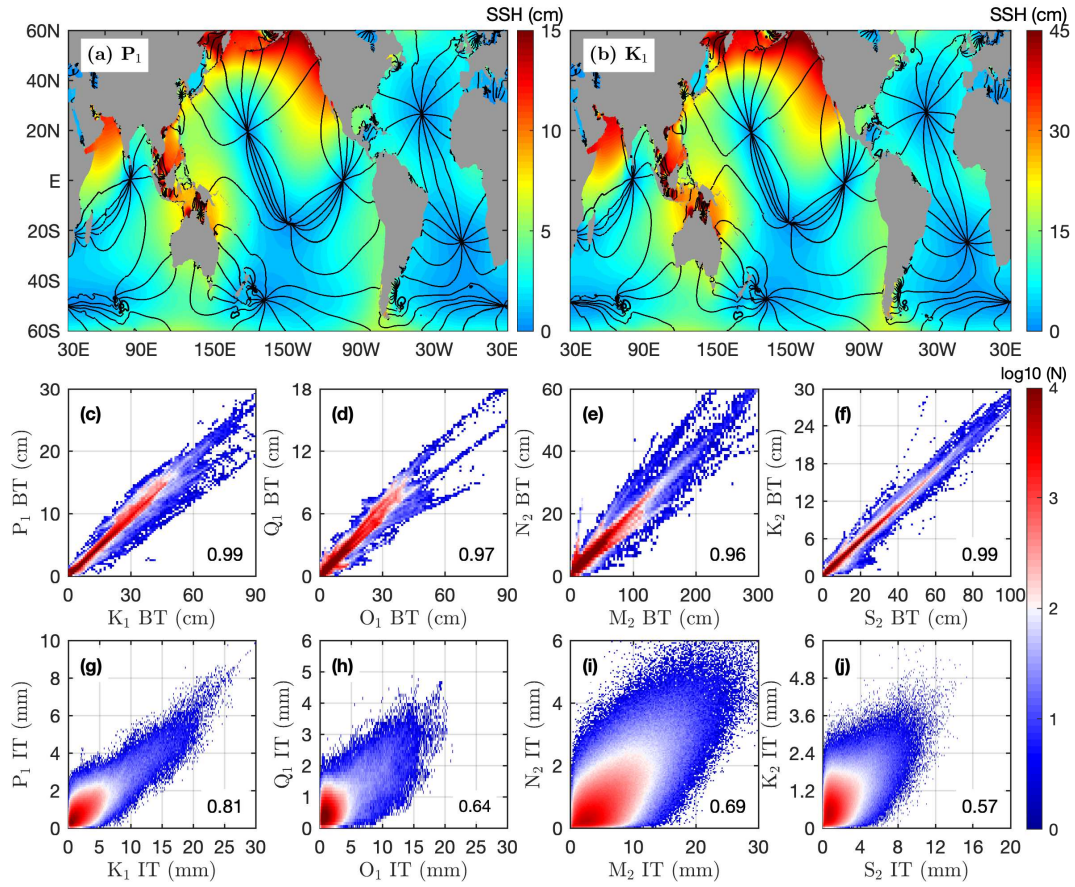 SSH (cm) SSH (cm)
60N 15 60N 45
(a) P₁ (b) K₁
40N 40N
20N 10 20N 30
E E
20S 5 20S 15
40S 40S
60S 0 60S 0
30E 90E 150E 150W 90W 30W 30E 30E 90E 150E 150W 90W 30W 30E
log10 (N)
30 18 60 30 4
(c) (d) (e) (f)
P₁ BT (cm) Q₁ BT (cm) N₂ BT (cm) K₂ BT (cm)
24
20 12 40 18 3
10 6 20 12
6
0.99 0.97 0.96 0.99
0 0 0 0
0 30 60 90 0 30 60 90 0 100 200 300 0 20 40 60 80 100
K₁ BT (cm) O₁ BT (cm) M₂ BT (cm) S₂ BT (cm) 2
10 6 6 6
(g) (h) (i) (j)
P₁ IT (mm) Q₁ IT (mm) N₂ IT (mm) K₂ IT (mm)
8 5 4.8
6 4 4 3.6 1
4 3 2.4
2 2 2 1.2
1
0.81 0.64 0.69 0.57
0 0 0 0 0
0 5 10 15 20 25 30 0 5 10 15 20 25 30 0 10 20 30 0 4 8 12 16 20
K₁ IT (mm) O₁ IT (mm) M₂ IT (mm) S₂ IT (mm)